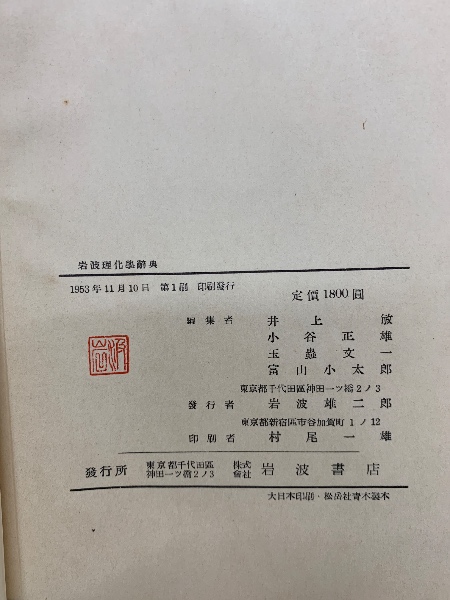 岩波理化學辭典
1953年11月10日 第1刷 印刷發行
定價1800圓
編集者 井上敏
小谷正雄
玉蟲文一
富山小太郎
東京都千代田區神田一ツ橋2ノ3
發行者 岩波雄二郎
東京都新宿區市谷加賀町1ノ12
印刷者 村尾一雄
發行所 東京都千代田區神田一ツ橋2ノ3 株式會社 岩波書店
大日本印刷・松岳社青木製本
岩波